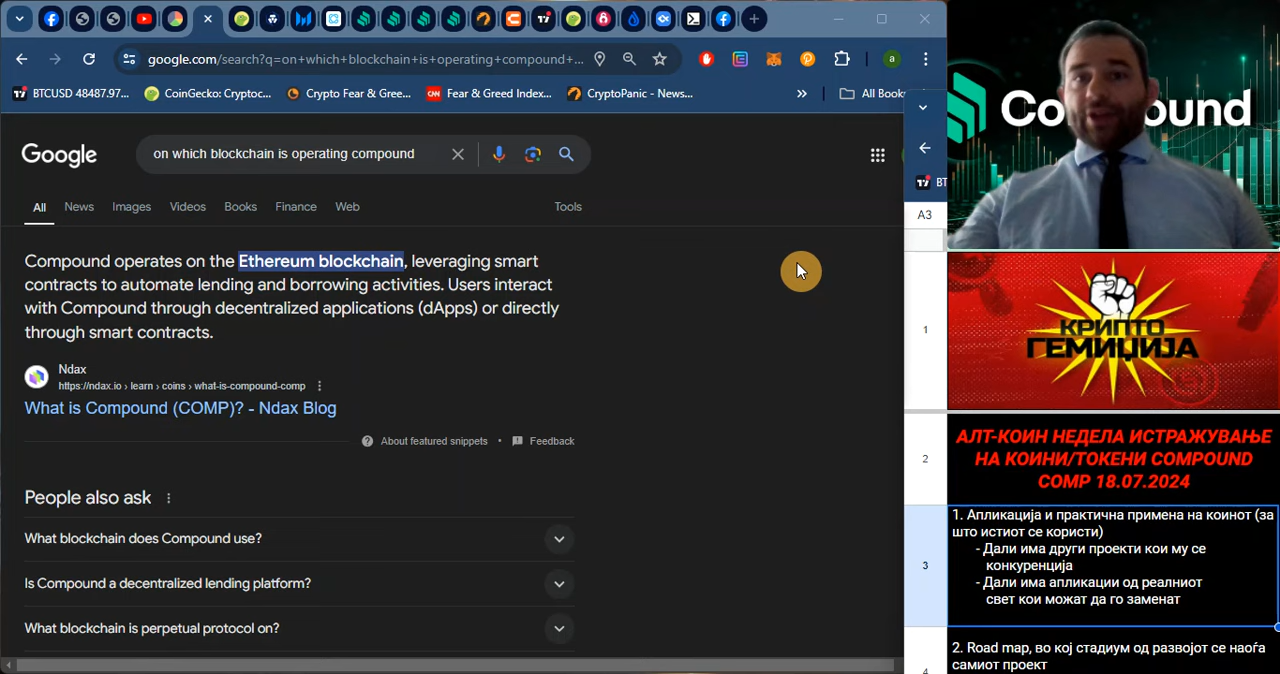 google.com/search?q=on+which+blockchain+is+operating+compound+...
a
BTCUSD 48487.97...
CoinGecko: Cryptoc...
Crypto Fear & Gree...
Fear & Greed Index...
CryptoPanic - News...
»
All Book
Google
on which blockchain is operating compound
All
News
Images
Videos
Books
Finance
Web
Tools
Compound operates on the Ethereum blockchain, leveraging smart
contracts to automate lending and borrowing activities. Users interact
with Compound through decentralized applications (dApps) or directly
through smart contracts.
Ndax
https://ndax.io › learn › coins › what-is-compound-comp
What is Compound (COMP)? - Ndax Blog
About featured snippets
•
Feedback
People also ask
What blockchain does Compound use?
Is Compound a decentralized lending platform?
What blockchain is perpetual protocol on?
BT
A3
1
2
3
4
Co ound
КРИПТО
ГЕМИЏИЈА
АЛТ-КОИН НЕДЕЛА ИСТРАЖУВАЊЕ
НА КОИНИ/ТОКЕНИ COMPOUND
COMP 18.07.2024
1. Апликација и практична примена на коинот (за
што истиот се користи)
- Дали има други проекти кои му се
конкуренција
- Дали има апликации од реалниот
свет кои можат да го заменат
2. Road map, во кој стадиум од развојот се наоѓа
самиот проект